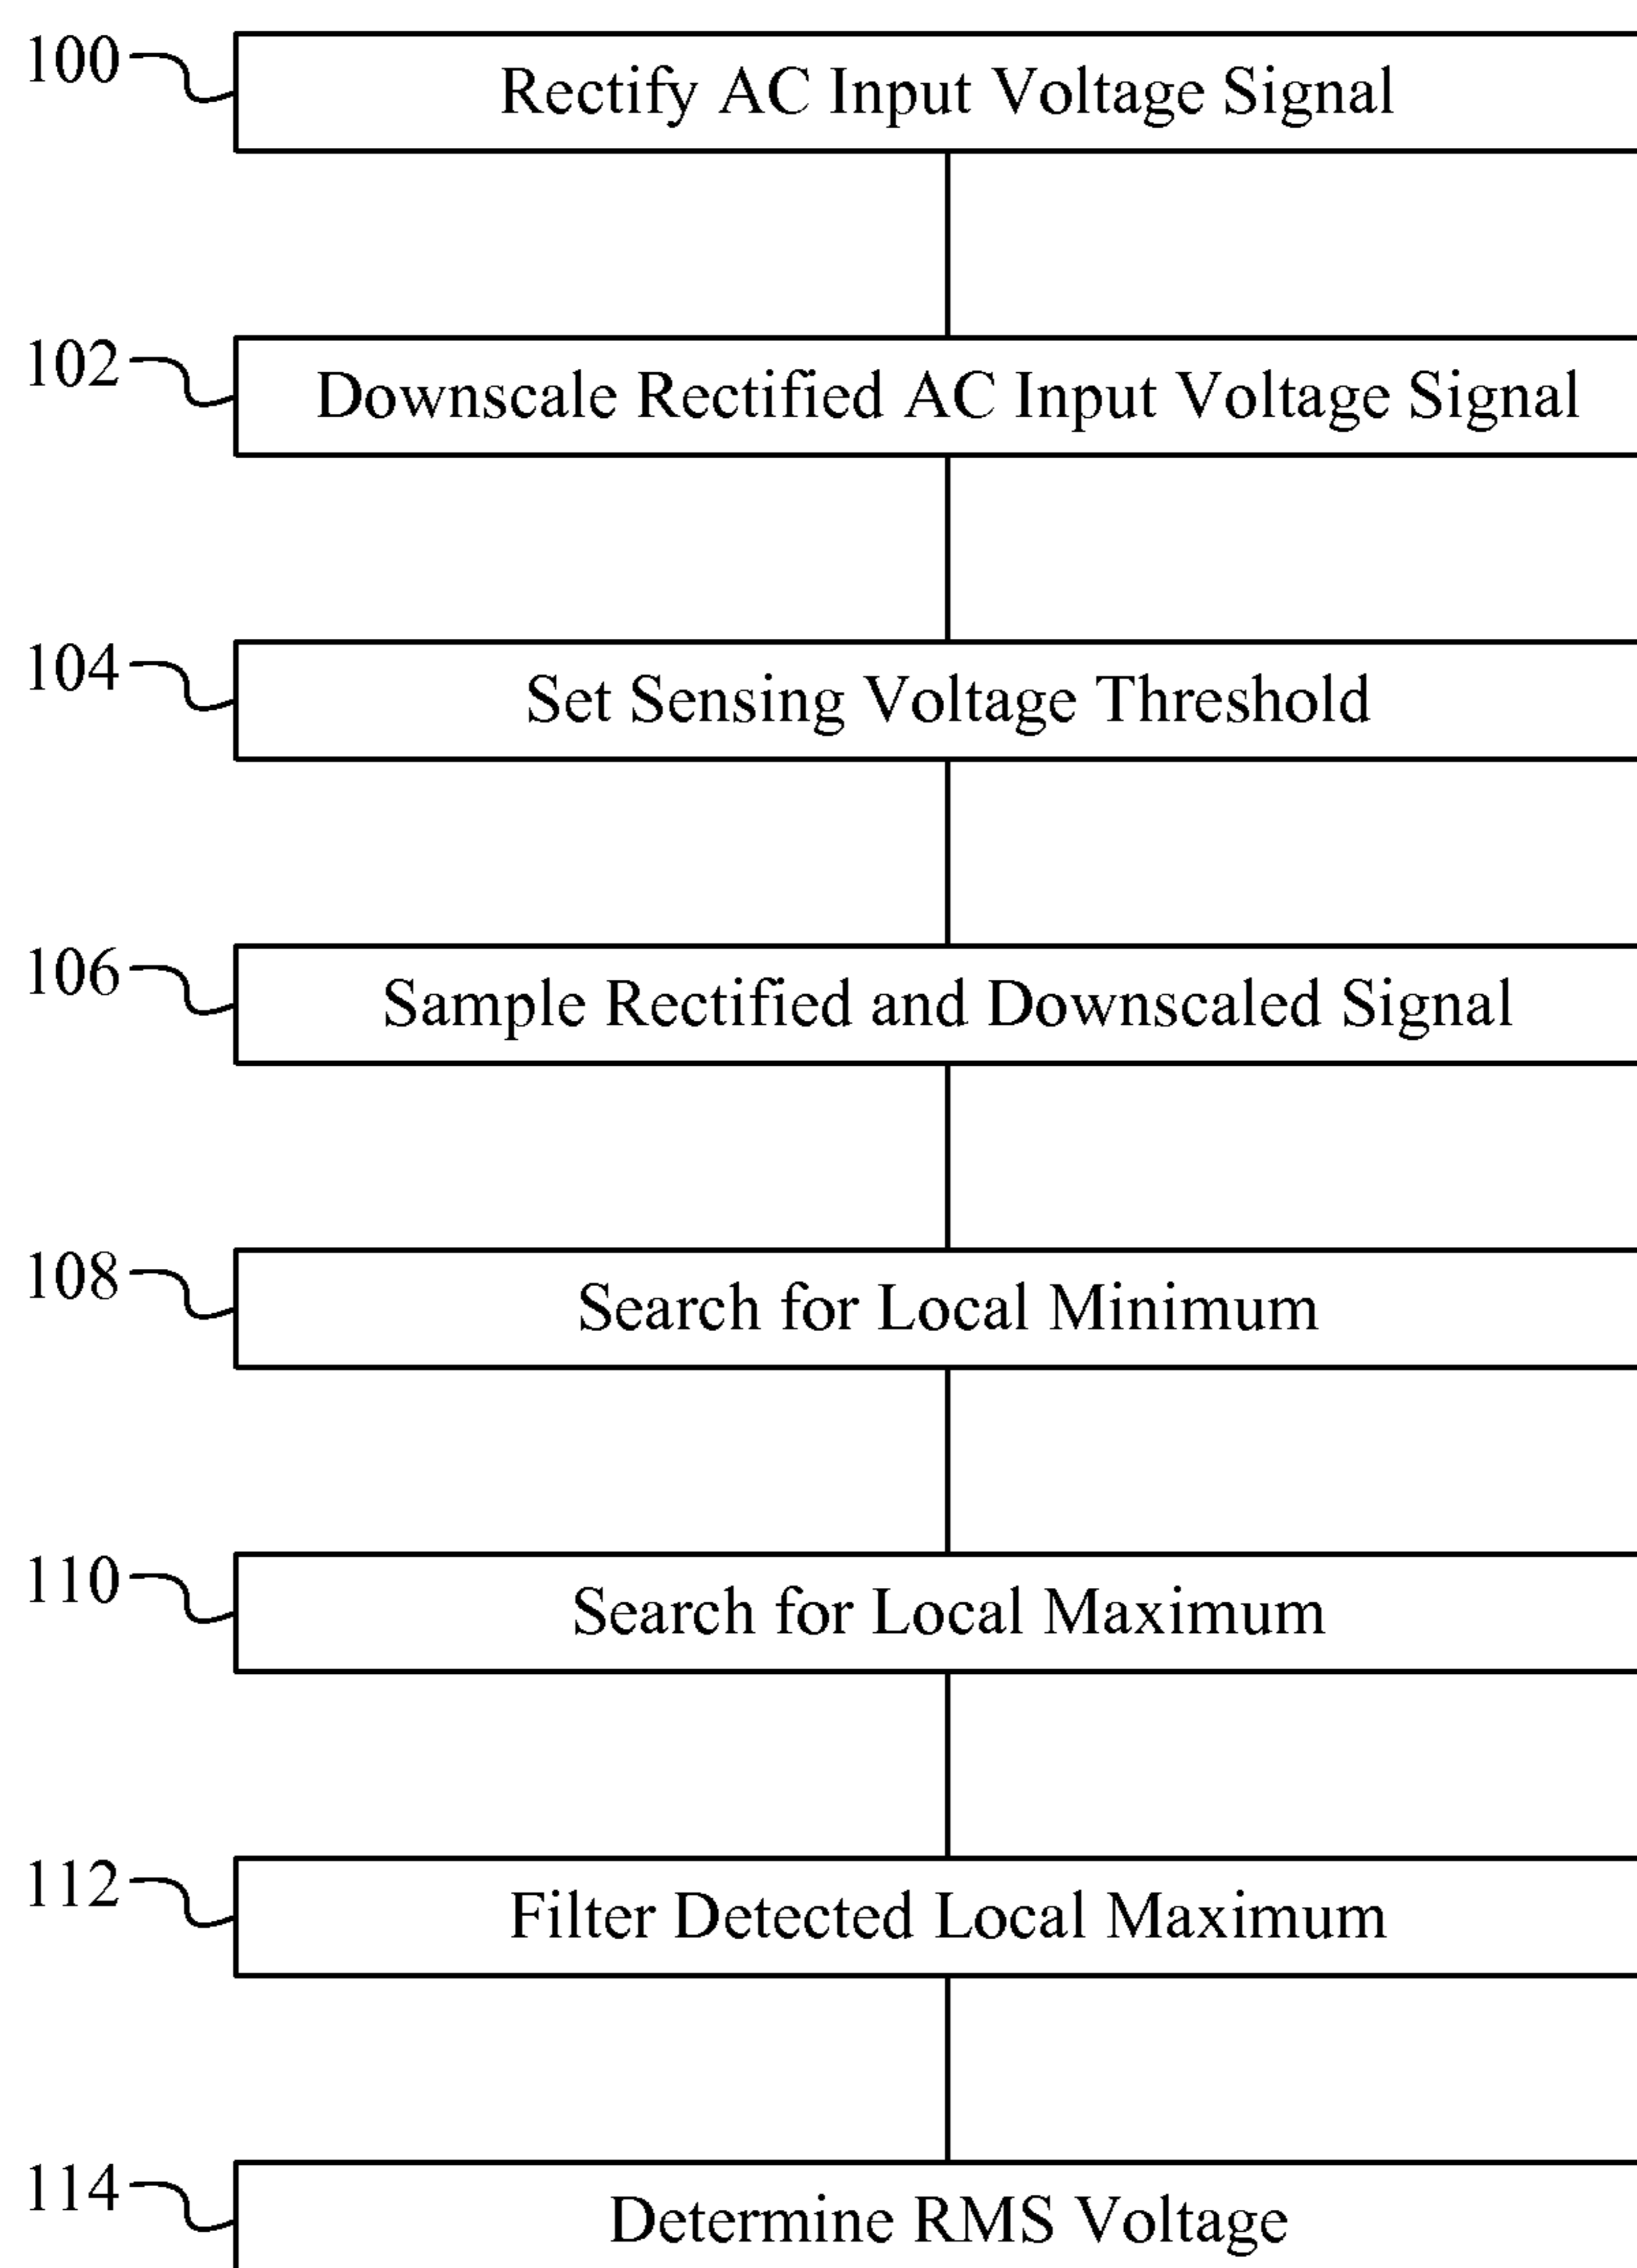 100 Rectify AC Input Voltage Signal
102 Downscale Rectified AC Input Voltage Signal
104 Set Sensing Voltage Threshold
106 Sample Rectified and Downscaled Signal
108 Search for Local Minimum
110 Search for Local Maximum
112 Filter Detected Local Maximum
114 Determine RMS Voltage